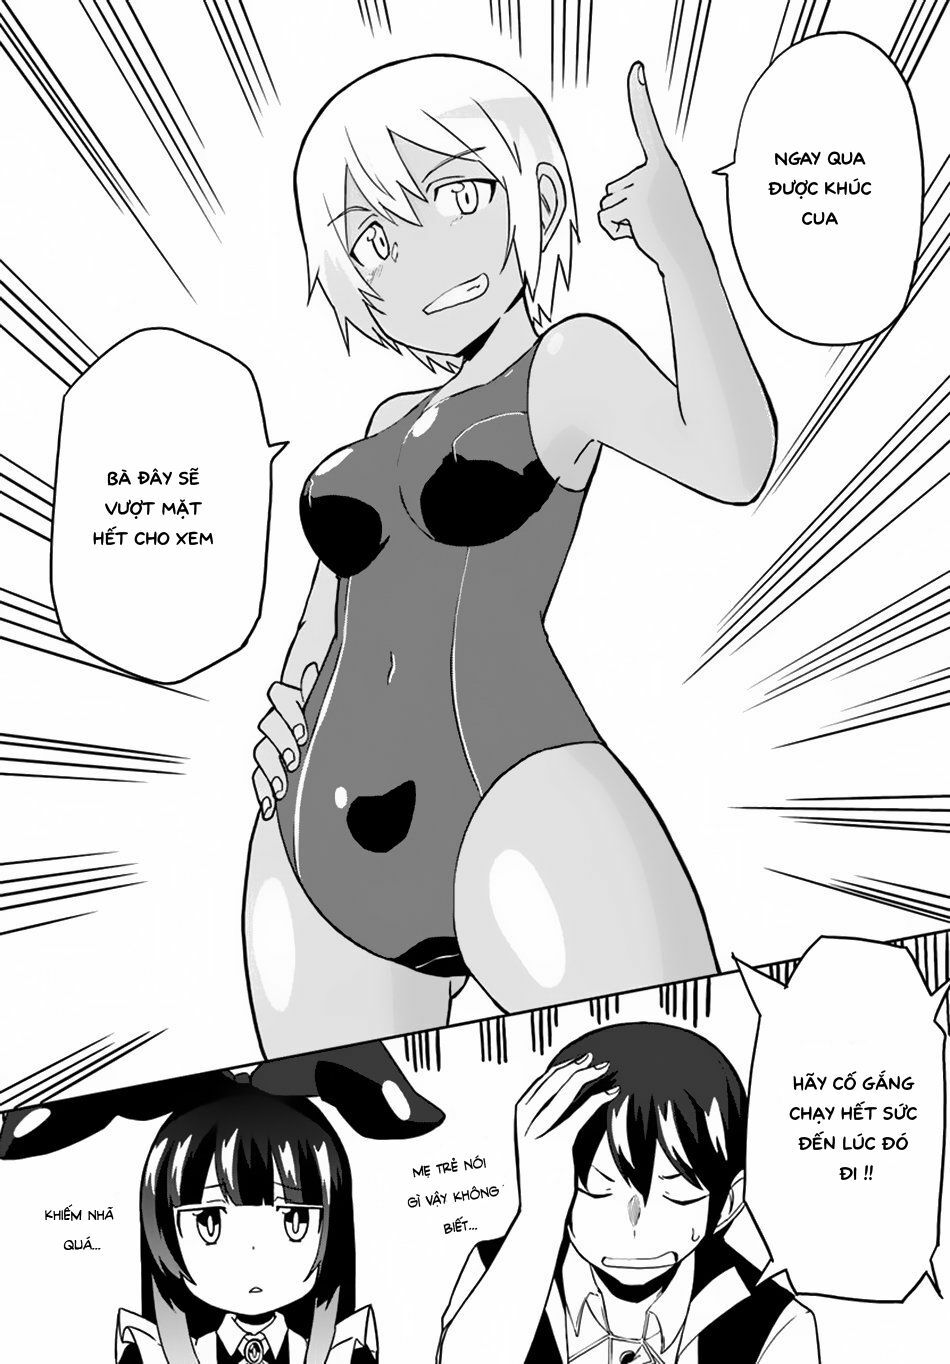 NGAY QUA
ĐƯỢC KHÚC
CUA
BÀ ĐÂY SẼ
VƯỢT MẶT
HẾT CHO XEM
HÃY CỐ GẮNG
CHẠY HẾT SỨC
ĐẾN LÚC ĐÓ
ĐI !!
MẸ TRẺ NÓI
GÌ VẬY KHÔNG
BIẾT...
KHIẾM NHÃ
QUÁ...